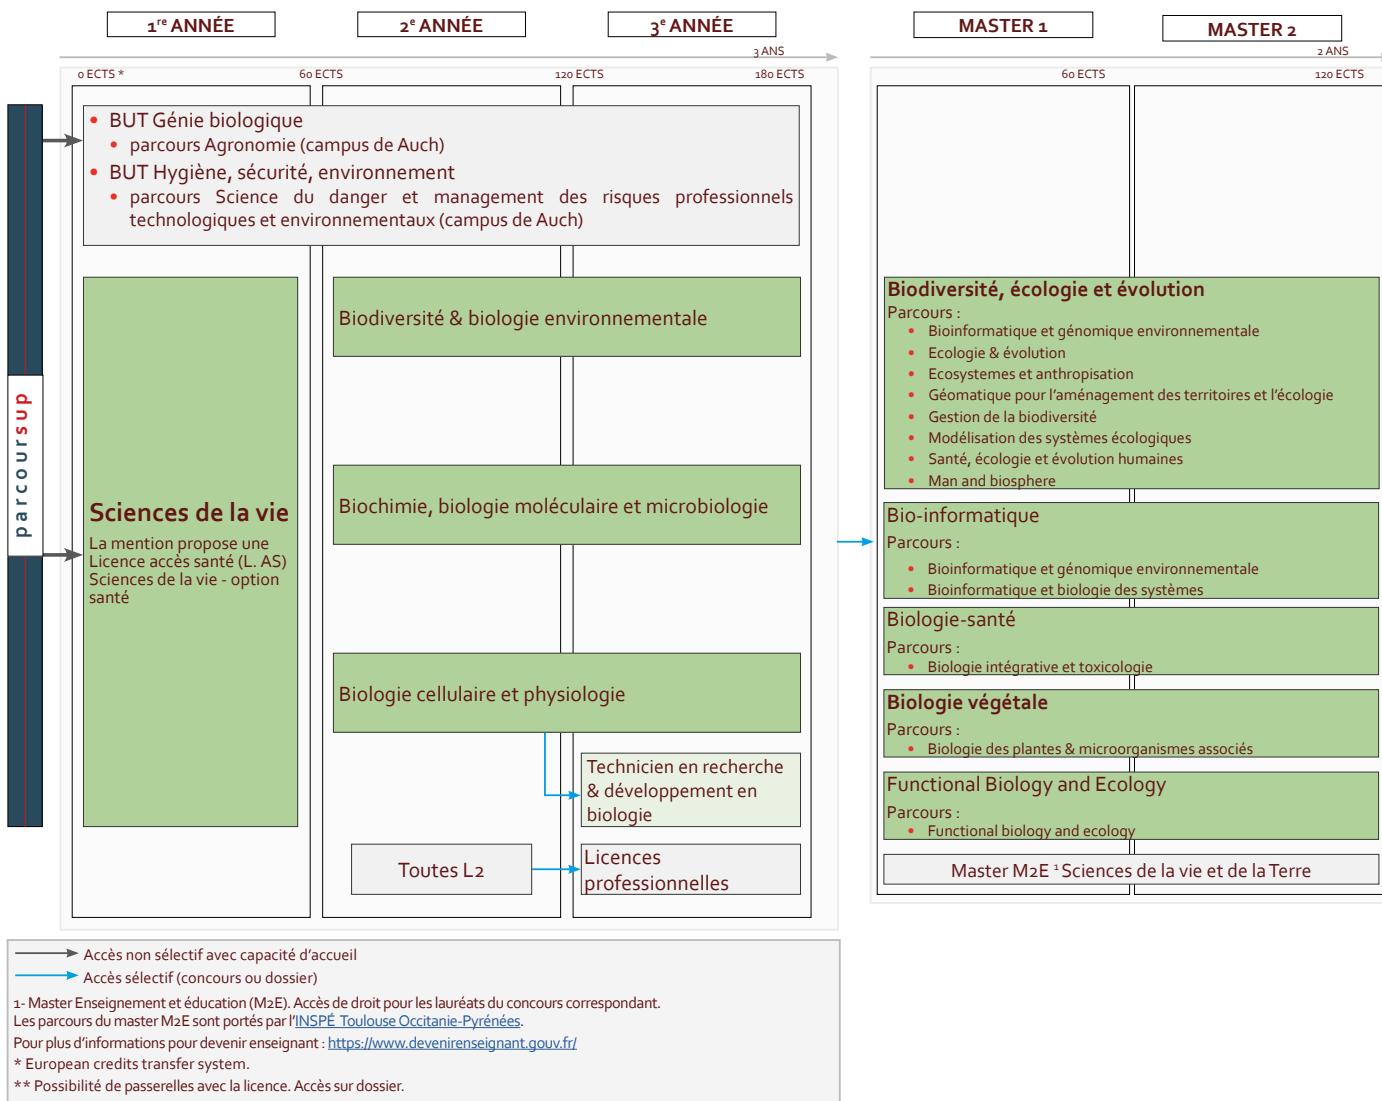 1re ANNÉE
2e ANNÉE
3e ANNÉE
MASTER 1
MASTER 2
3 ANS
2 ANS
0 ECTS *
60 ECTS
120 ECTS
180 ECTS
60 ECTS
120 ECTS
parcoursup
• BUT Génie biologique
• parcours Agronomie (campus de Auch)
• BUT Hygiène, sécurité, environnement
• parcours Science du danger et management des risques professionnels
technologiques et environnementaux (campus de Auch)
Sciences de la vie
La mention propose une
Licence accès santé (L. AS)
Sciences de la vie - option
santé
Biodiversité & biologie environnementale
Biochimie, biologie moléculaire et microbiologie
Biologie cellulaire et physiologie
Technicien en recherche
& développement en
biologie
Toutes L2
Licences
professionnelles
Biodiversité, écologie et évolution
Parcours :
• Bioinformatique et génomique environnementale
• Ecologie & évolution
• Ecosystemes et anthropisation
• Géomatique pour l'aménagement des territoires et l'écologie
• Gestion de la biodiversité
• Modélisation des systèmes écologiques
• Santé, écologie et évolution humaines
• Man and biosphere
Bio-informatique
Parcours :
• Bioinformatique et génomique environnementale
• Bioinformatique et biologie des systèmes
Biologie-santé
Parcours :
• Biologie intégrative et toxicologie
Biologie végétale
Parcours :
• Biologie des plantes & microorganismes associés
Functional Biology and Ecology
Parcours :
• Functional biology and ecology
Master M2E ¹ Sciences de la vie et de la Terre
Accès non sélectif avec capacité d'accueil
Accès sélectif (concours ou dossier)
1- Master Enseignement et éducation (M2E). Accès de droit pour les lauréats du concours correspondant.
Les parcours du master M2E sont portés par l'INSPÉ Toulouse Occitanie-Pyrénées.
Pour plus d'informations pour devenir enseignant : https://www.devenirenseignant.gouv.fr/
* European credits transfer system.
** Possibilité de passerelles avec la licence. Accès sur dossier.